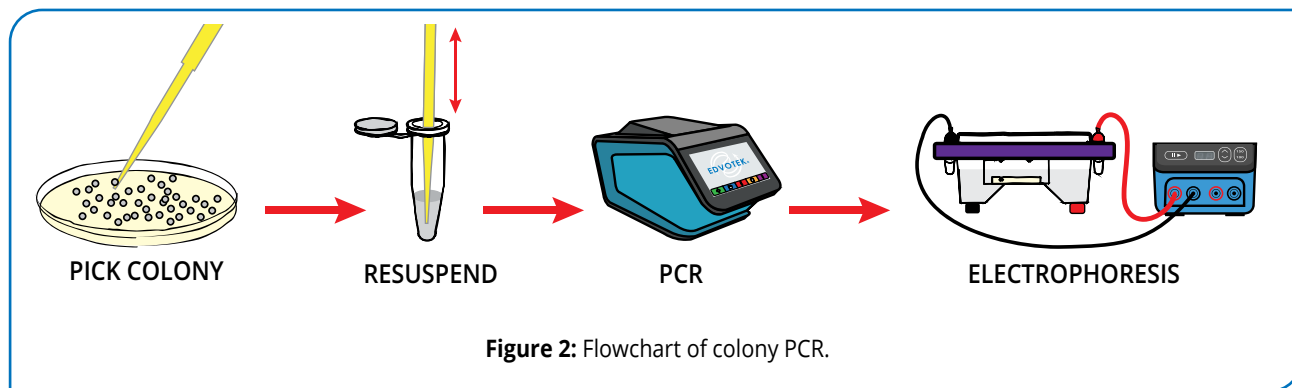 EDVOTEK.
PICK COLONY
RESUSPEND
PCR
ELECTROPHORESIS
Figure 2: Flowchart of colony PCR.